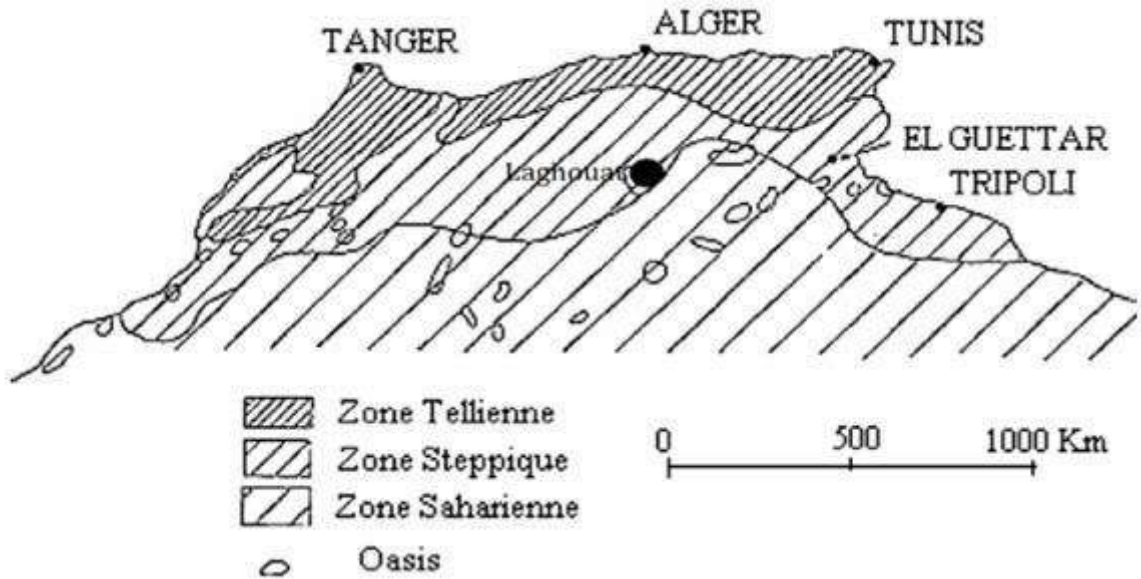 ALGER
TANGER
TUNIS
EL GUETTAR
Laghouat
TRIPOLI
Zone Tellienne
Zone Steppique
Zone Saharienne
Oasis
0 500 1000 Km